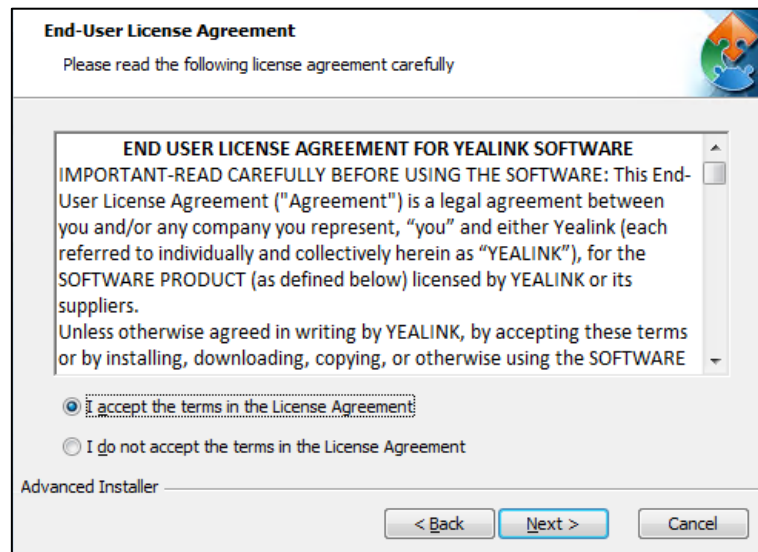 End-User License Agreement
Please read the following license agreement carefully
END USER LICENSE AGREEMENT FOR YEALINK SOFTWARE
IMPORTANT-READ CAREFULLY BEFORE USING THE SOFTWARE: This End-
User License Agreement ("Agreement") is a legal agreement between
you and/or any company you represent, “you” and either Yealink (each
referred to individually and collectively herein as “YEALINK”), for the
SOFTWARE PRODUCT (as defined below) licensed by YEALINK or its
suppliers.
Unless otherwise agreed in writing by YEALINK, by accepting these terms
or by installing, downloading, copying, or otherwise using the SOFTWARE
I accept the terms in the License Agreement
I do not accept the terms in the License Agreement
Advanced Installer
< Back Next > Cancel